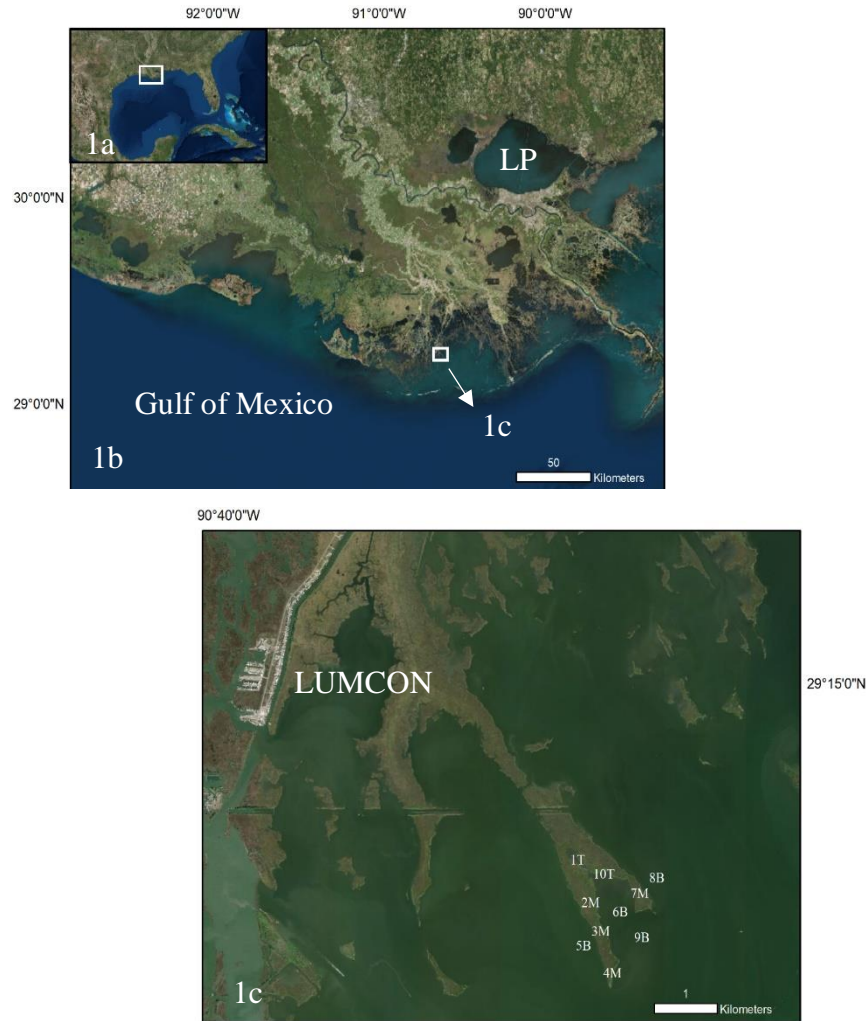 92°0'0"W 91°0'0"W 90°0'0"W
1a
LP
30°0'0"N
29°0'0"N
Gulf of Mexico
1c
1b
50
Kilometers
90°40'0"W
LUMCON
29°15'0"N
1T
10T
8B
7M
2M
6B
3M
9B
5B
4M
1c
1
Kilometers